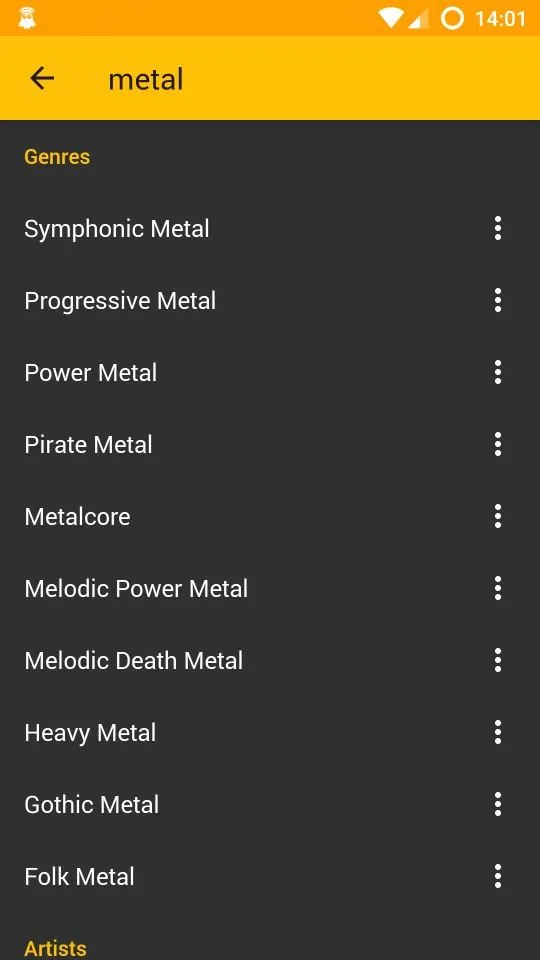 14:01
metal
Genres
Symphonic Metal
Progressive Metal
Power Metal
Pirate Metal
Metalcore
Melodic Power Metal
Melodic Death Metal
Heavy Metal
Gothic Metal
Folk Metal
Artists